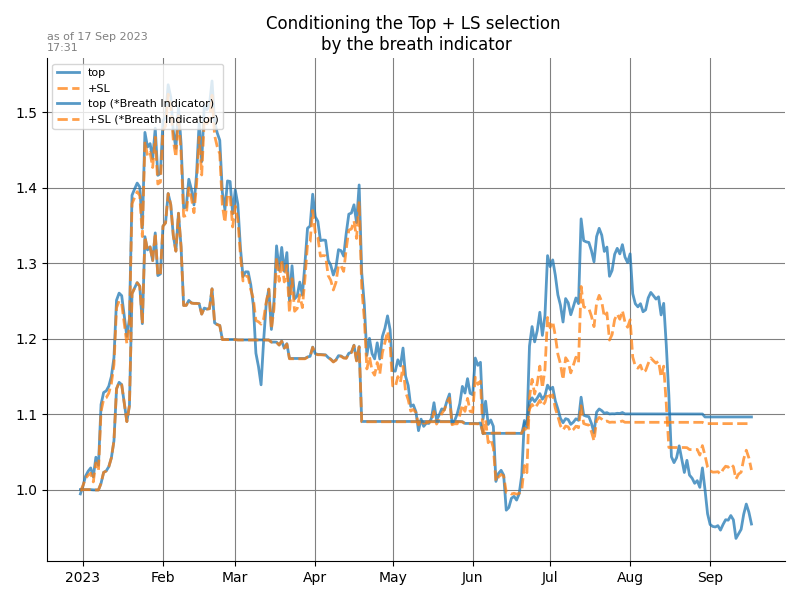 Conditioning the Top + LS selection
by the breath indicator
as of 17 Sep 2023
17:31
top
+SL
top (*Breath Indicator)
+SL (*Breath Indicator)
1.5
1.4
1.3
1.2
1.1
1.0
2023 Feb Mar Apr May Jun Jul Aug Sep